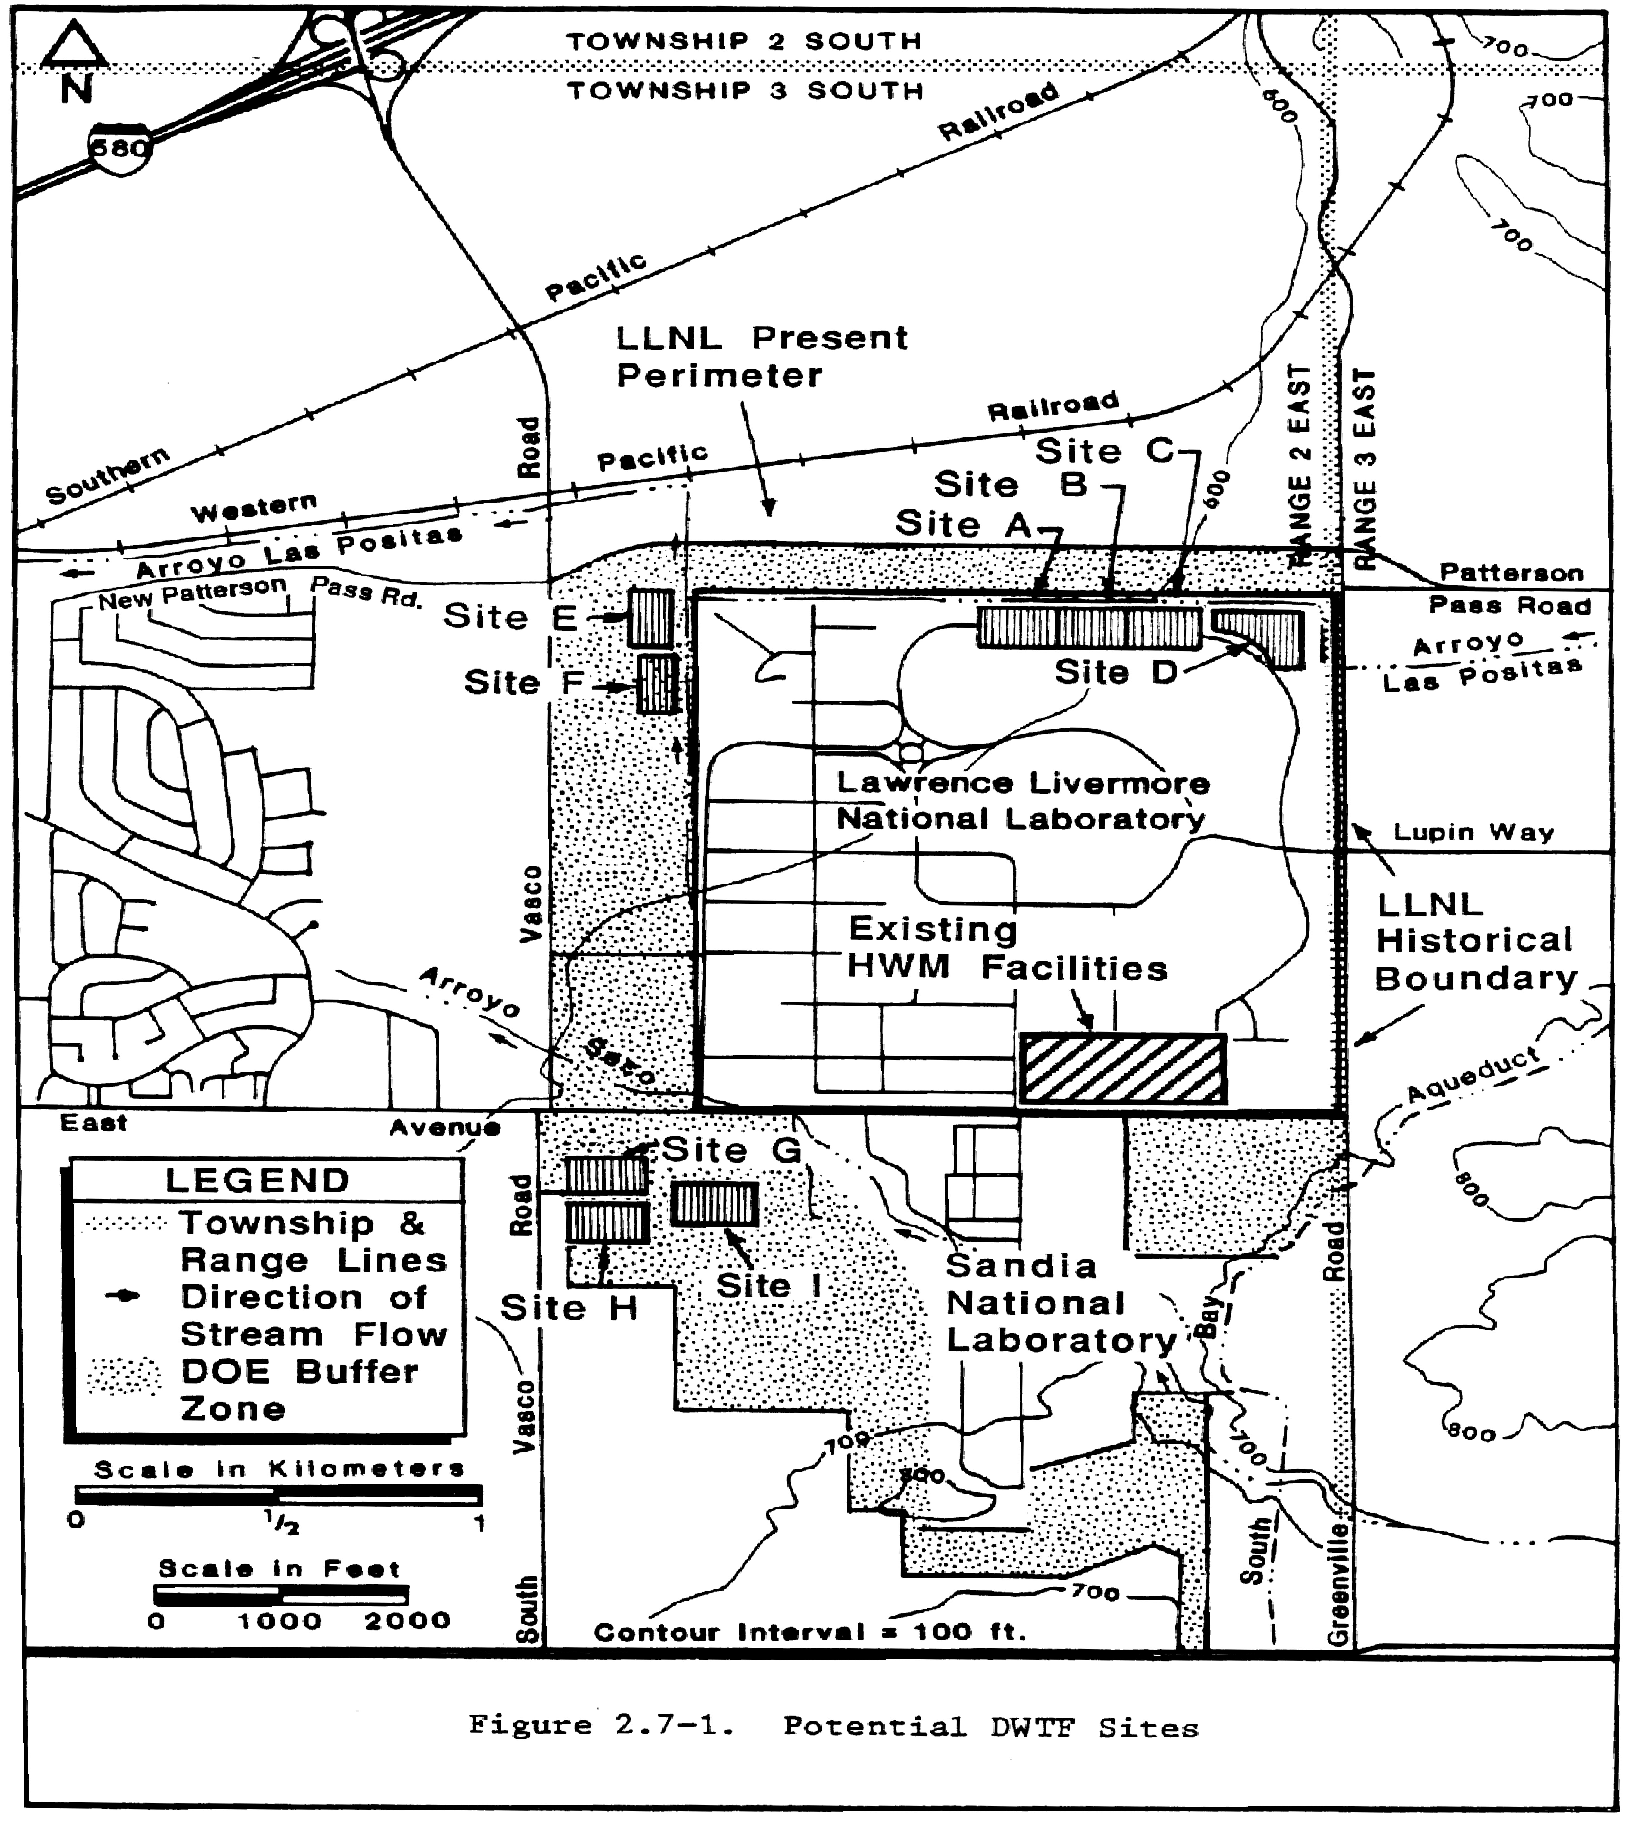 TOWNSHIP 2 SOUTH
TOWNSHIP 3 SOUTH
N
580
700
700
700
600
Railroad
Pacific
Southern
LLNL Present
Perimeter
Road
Railroad
Pacific
Western
Arroyo Las Positas
New Patterson Pass Rd.
Site C
Site B
Site A
600
RANGE 2 EAST
RANGE 3 EAST
Patterson
Pass Road
Arroyo
Las Positas
Site E
Site F
Site D
Lawrence Livermore
National Laboratory
Lupin Way
Vasco
Existing
HWM Facilities
LLNL
Historical
Boundary
Arroyo
Seco
Aqueduct
East Avenue
Site G
Site H
Site I
Road
Vasco
South
800
800
Road
Greenville
Sandia
National
Laboratory
Bay
South
700
700
800
700
LEGEND
Township &
Range Lines
Direction of
Stream Flow
DOE Buffer
Zone
Scale in Kilometers
0 1/2 1
Scale in Feet
0 1000 2000
Contour Interval = 100 ft.
Figure 2.7-1. Potential DWTF Sites